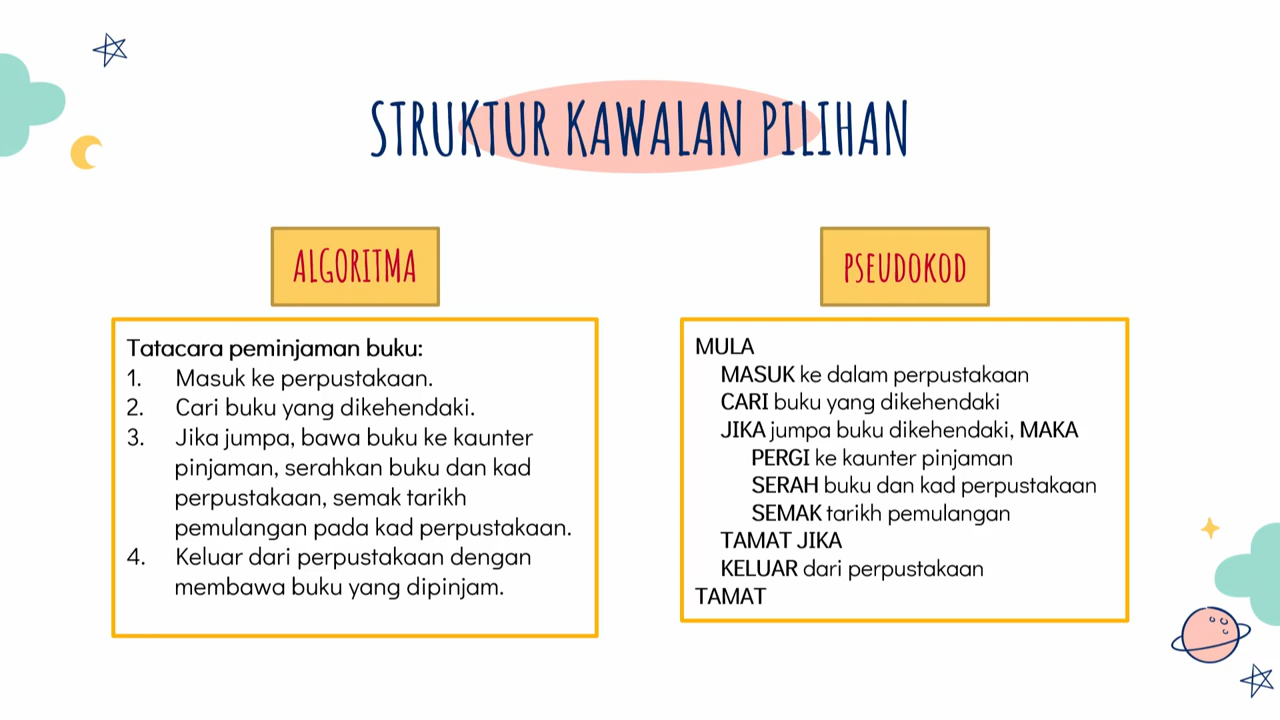 STRUKTUR KAWALAN PILIHAN
ALGORITMA
Tatacara peminjaman buku:
1. Masuk ke perpustakaan.
2. Cari buku yang dikehendaki.
3. Jika jumpa, bawa buku ke kaunter
pinjaman, serahkan buku dan kad
perpustakaan, semak tarikh
pemulangan pada kad perpustakaan.
4. Keluar dari perpustakaan dengan
membawa buku yang dipinjam.
PSEUDOKOD
MULA
MASUK ke dalam perpustakaan
CARI buku yang dikehendaki
JIKA jumpa buku dikehendaki, MAKA
PERGI ke kaunter pinjaman
SERAH buku dan kad perpustakaan
SEMAK tarikh pemulangan
TAMAT JIKA
KELUAR dari perpustakaan
TAMAT